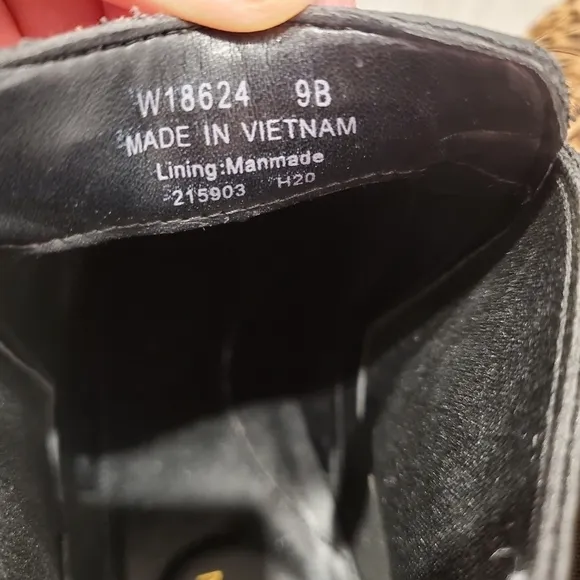 W18624 9B
MADE IN VIETNAM
Lining:Manmade
215903 H20